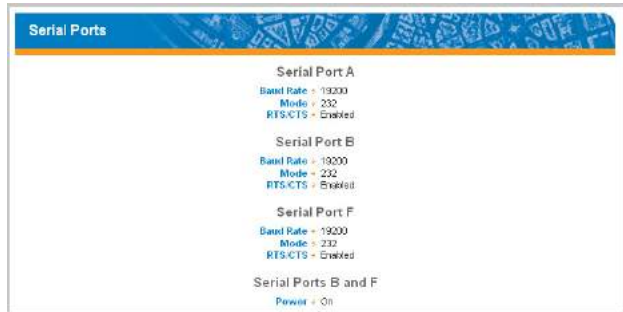 Serial Ports
Serial Port A
Baud Rate 19200
Mode 232
RTS/CTS Enabled
Serial Port B
Baud Rate 19200
Mode 232
RTS/CTS Enabled
Serial Port F
Baud Rate 19200
Mode 232
RTS/CTS Enabled
Serial Ports B and F
Power On